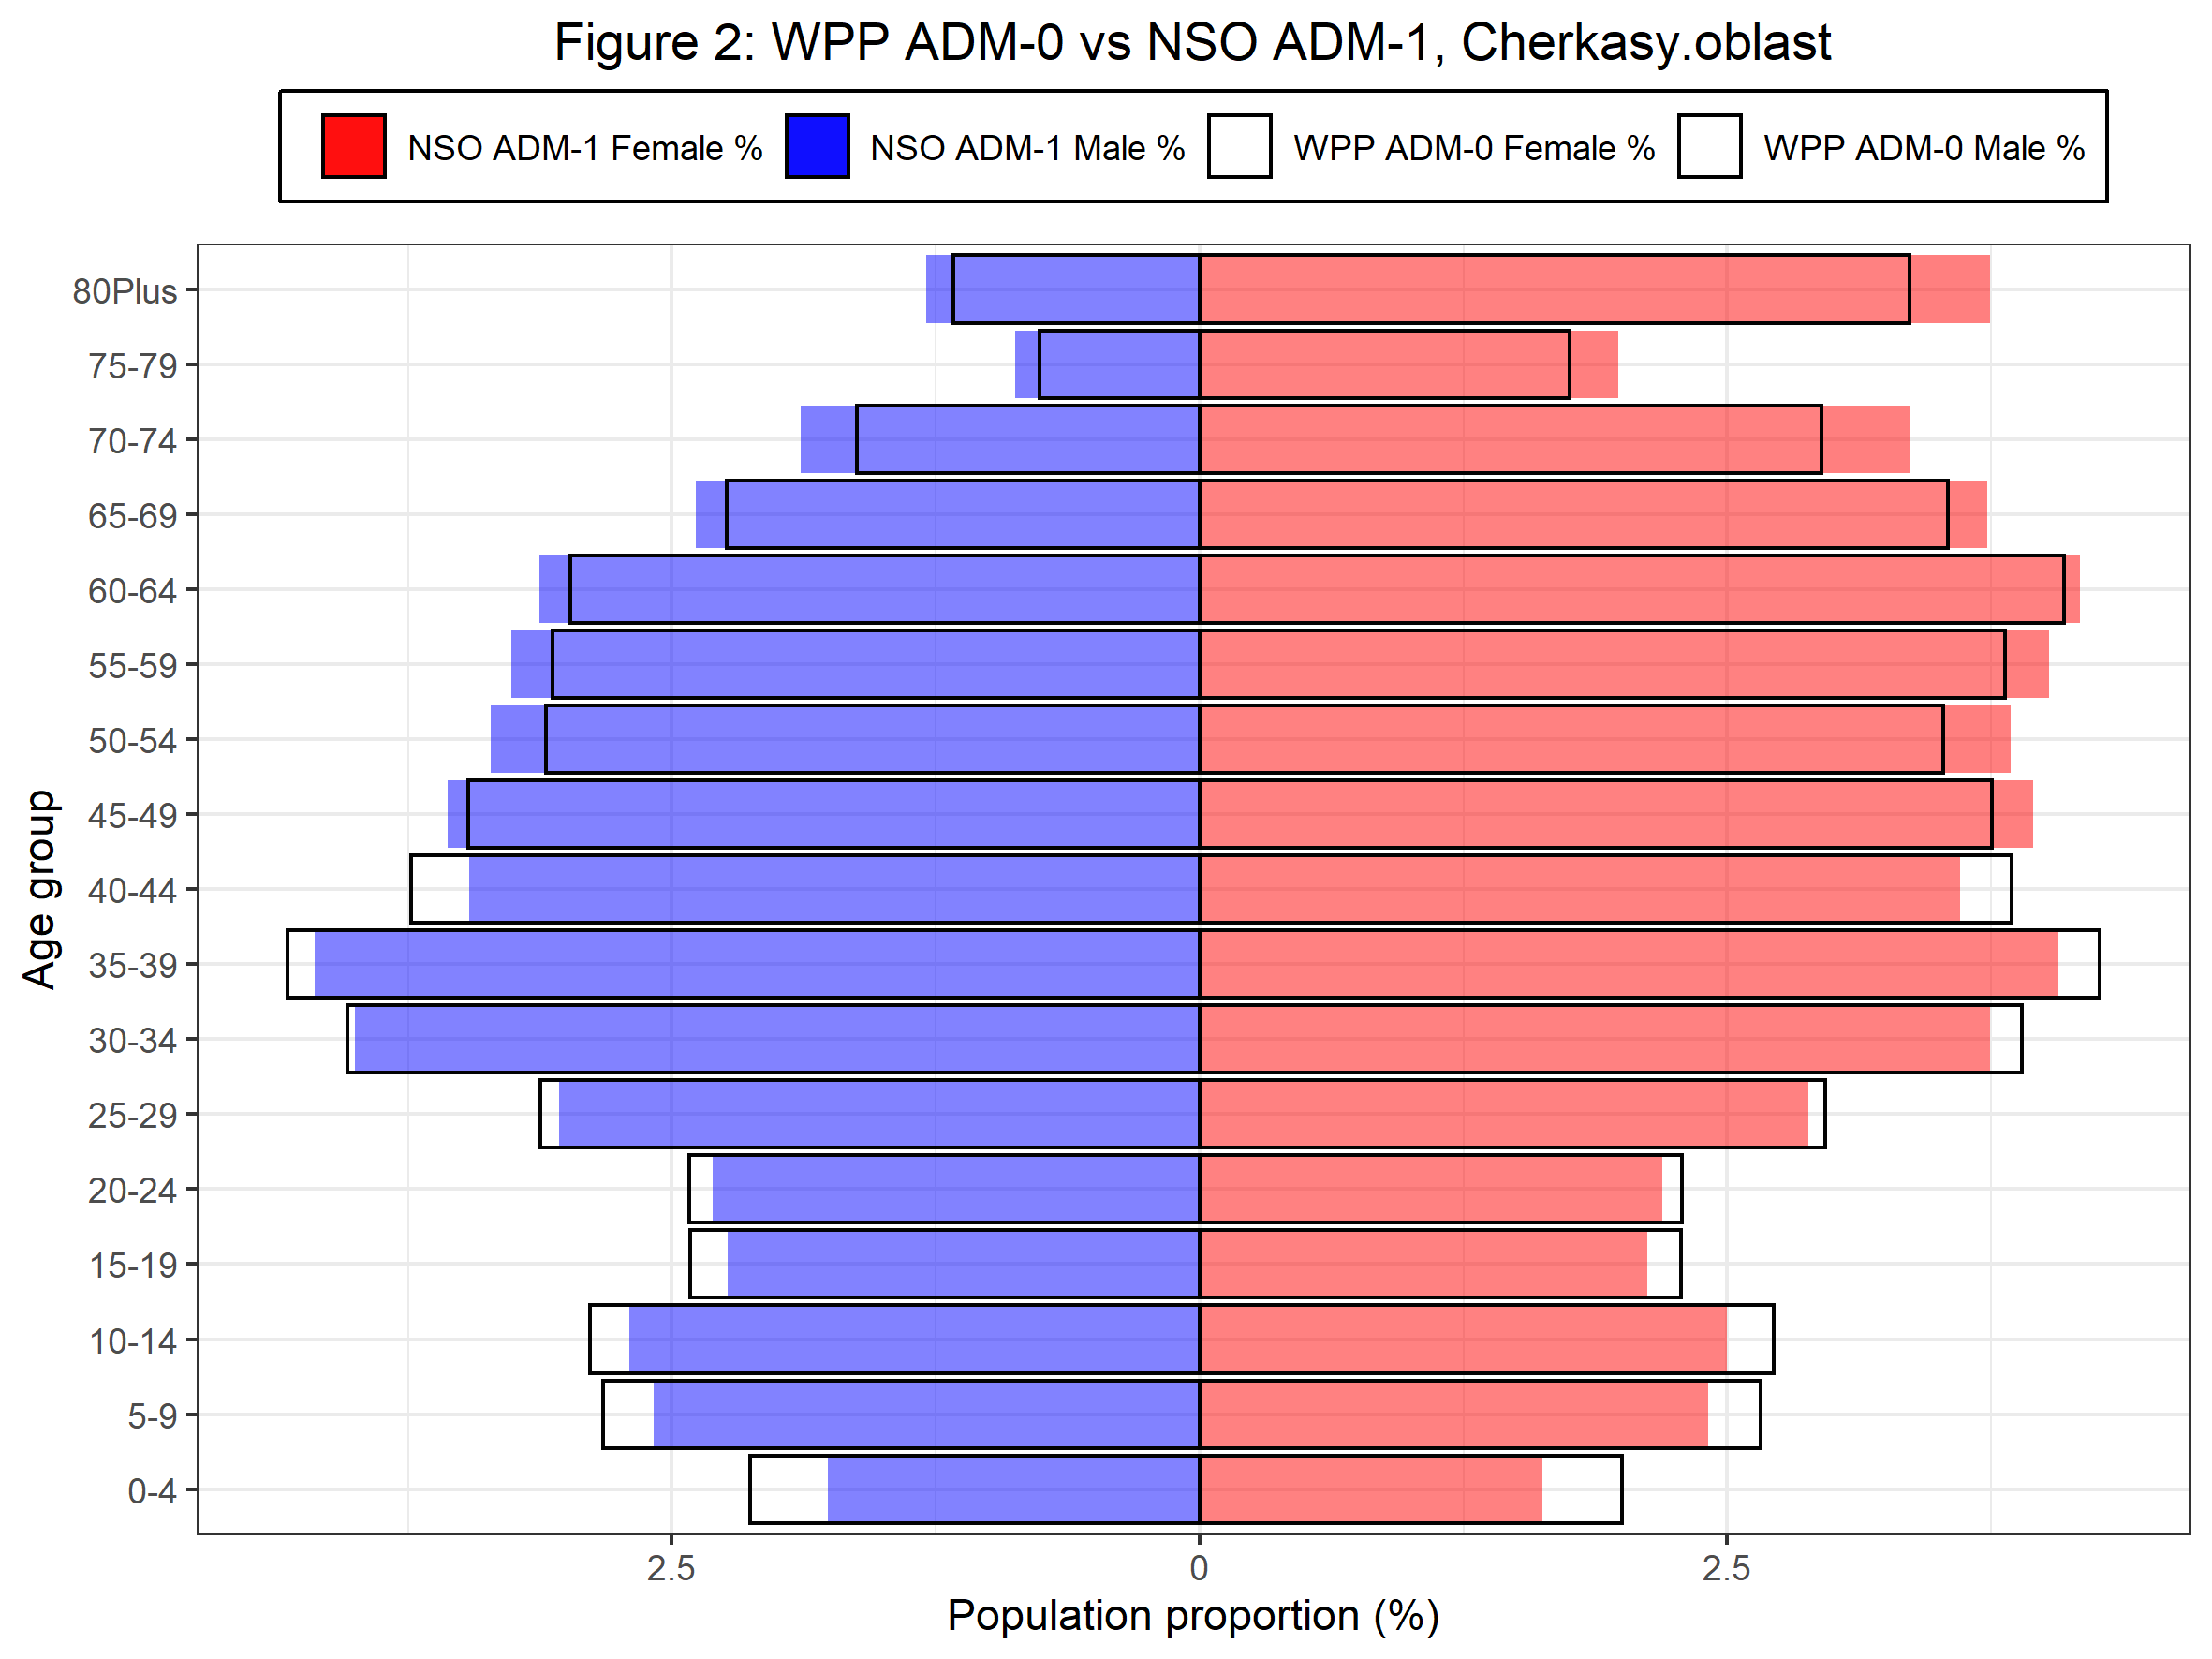 Figure 2: WPP ADM-0 vs NSO ADM-1, Cherkasy.oblast
NSO ADM-1 Female % NSO ADM-1 Male % WPP ADM-0 Female % WPP ADM-0 Male %
80Plus
75-79
70-74
65-69
60-64
55-59
50-54
45-49
40-44
35-39
30-34
25-29
20-24
15-19
10-14
5-9
0-4
Age group
2.5 0 2.5
Population proportion (%)